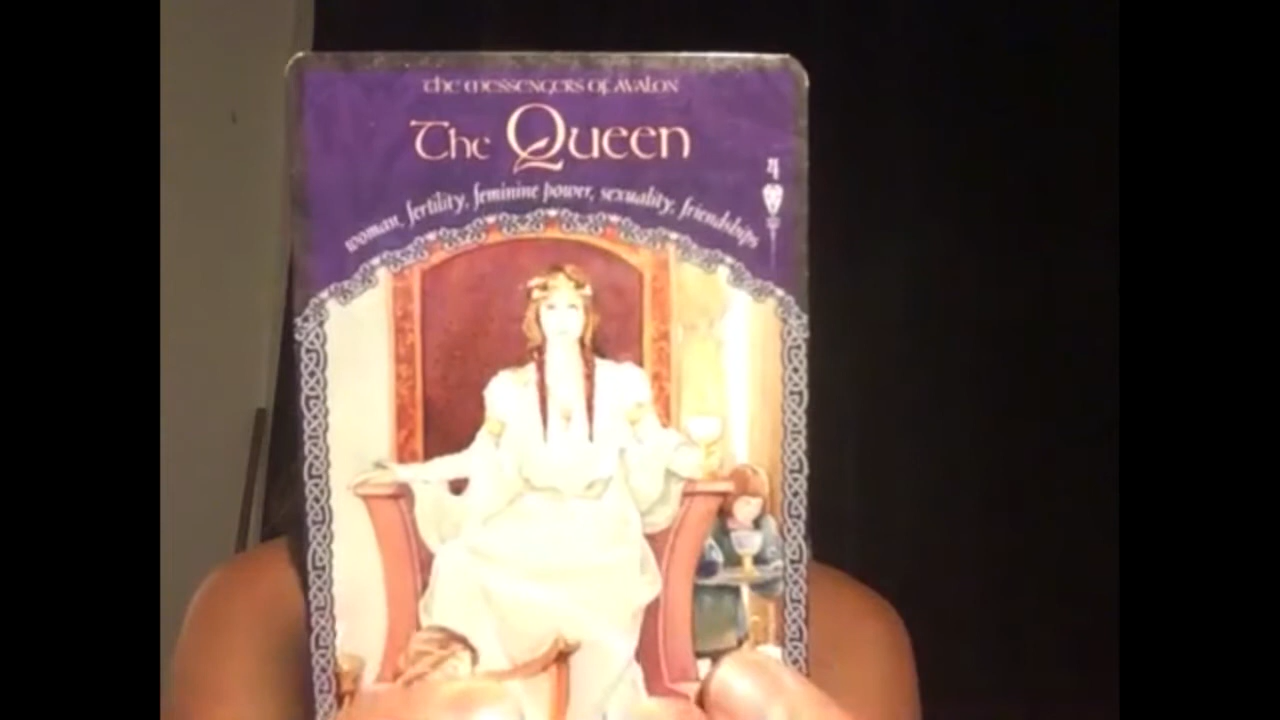 The Messengers of Avalon
The Queen
woman, fertility, feminine power, sexuality, friendships
4